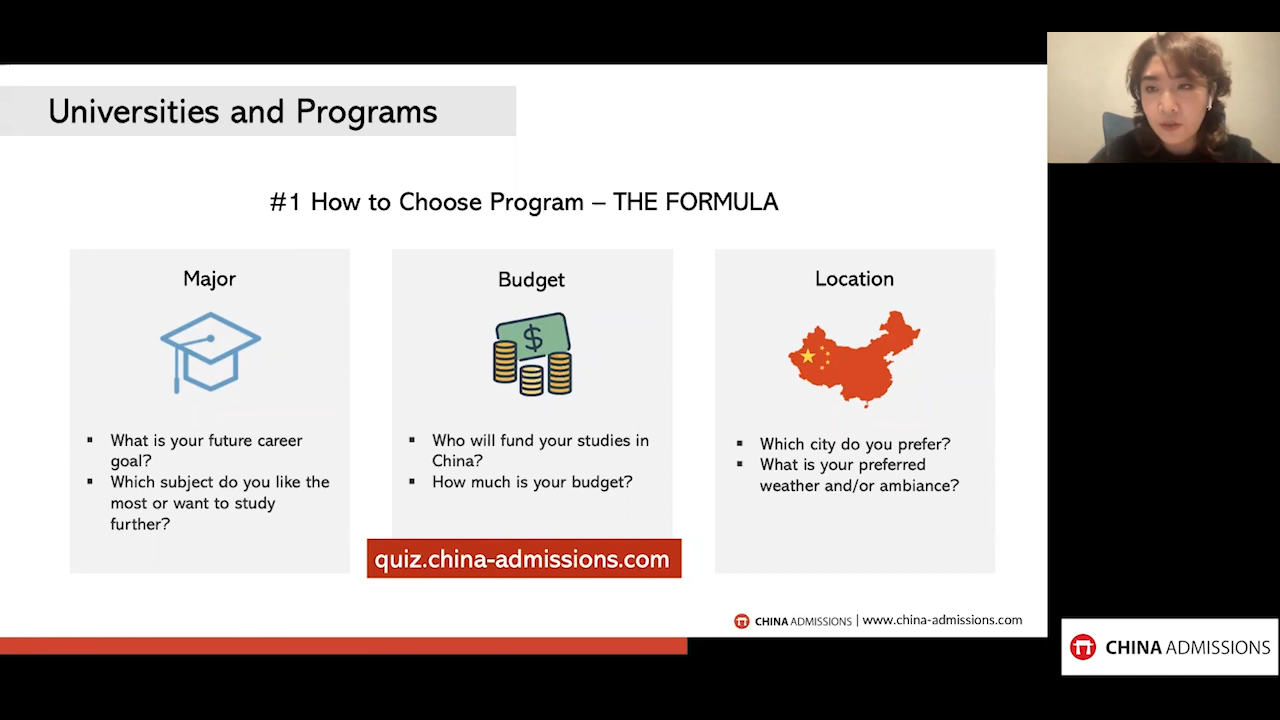 Universities and Programs
#1 How to Choose Program – THE FORMULA
Major
▪ What is your future career
goal?
▪ Which subject do you like the
most or want to study
further?
Budget
$
▪ Who will fund your studies in
China?
▪ How much is your budget?
Location
▪ Which city do you prefer?
▪ What is your preferred
weather and/or ambiance?
quiz.china-admissions.com
CHINA ADMISSIONS | www.china-admissions.com
CHINA ADMISSIONS